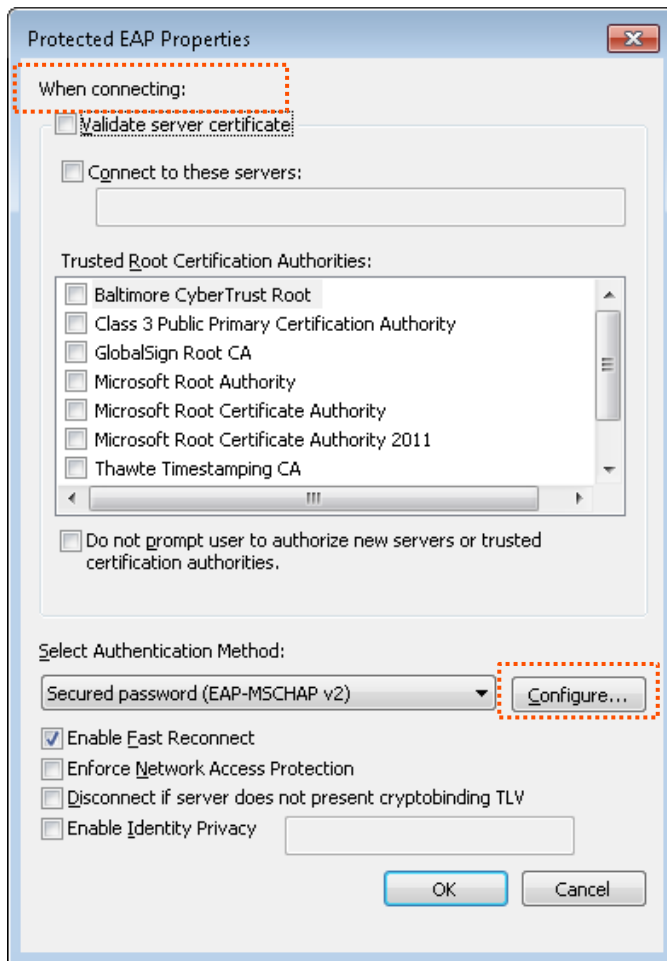 Protected EAP Properties
When connecting:
Validate server certificate
Connect to these servers:
Trusted Root Certification Authorities:
Baltimore CyberTrust Root
Class 3 Public Primary Certification Authority
GlobalSign Root CA
Microsoft Root Authority
Microsoft Root Certificate Authority
Microsoft Root Certificate Authority 2011
Thawte Timestamping CA
Do not prompt user to authorize new servers or trusted
certification authorities.
Select Authentication Method:
Secured password (EAP-MSCHAP v2)
Configure...
Enable Fast Reconnect
Enforce Network Access Protection
Disconnect if server does not present cryptobinding TLV
Enable Identity Privacy
OK
Cancel